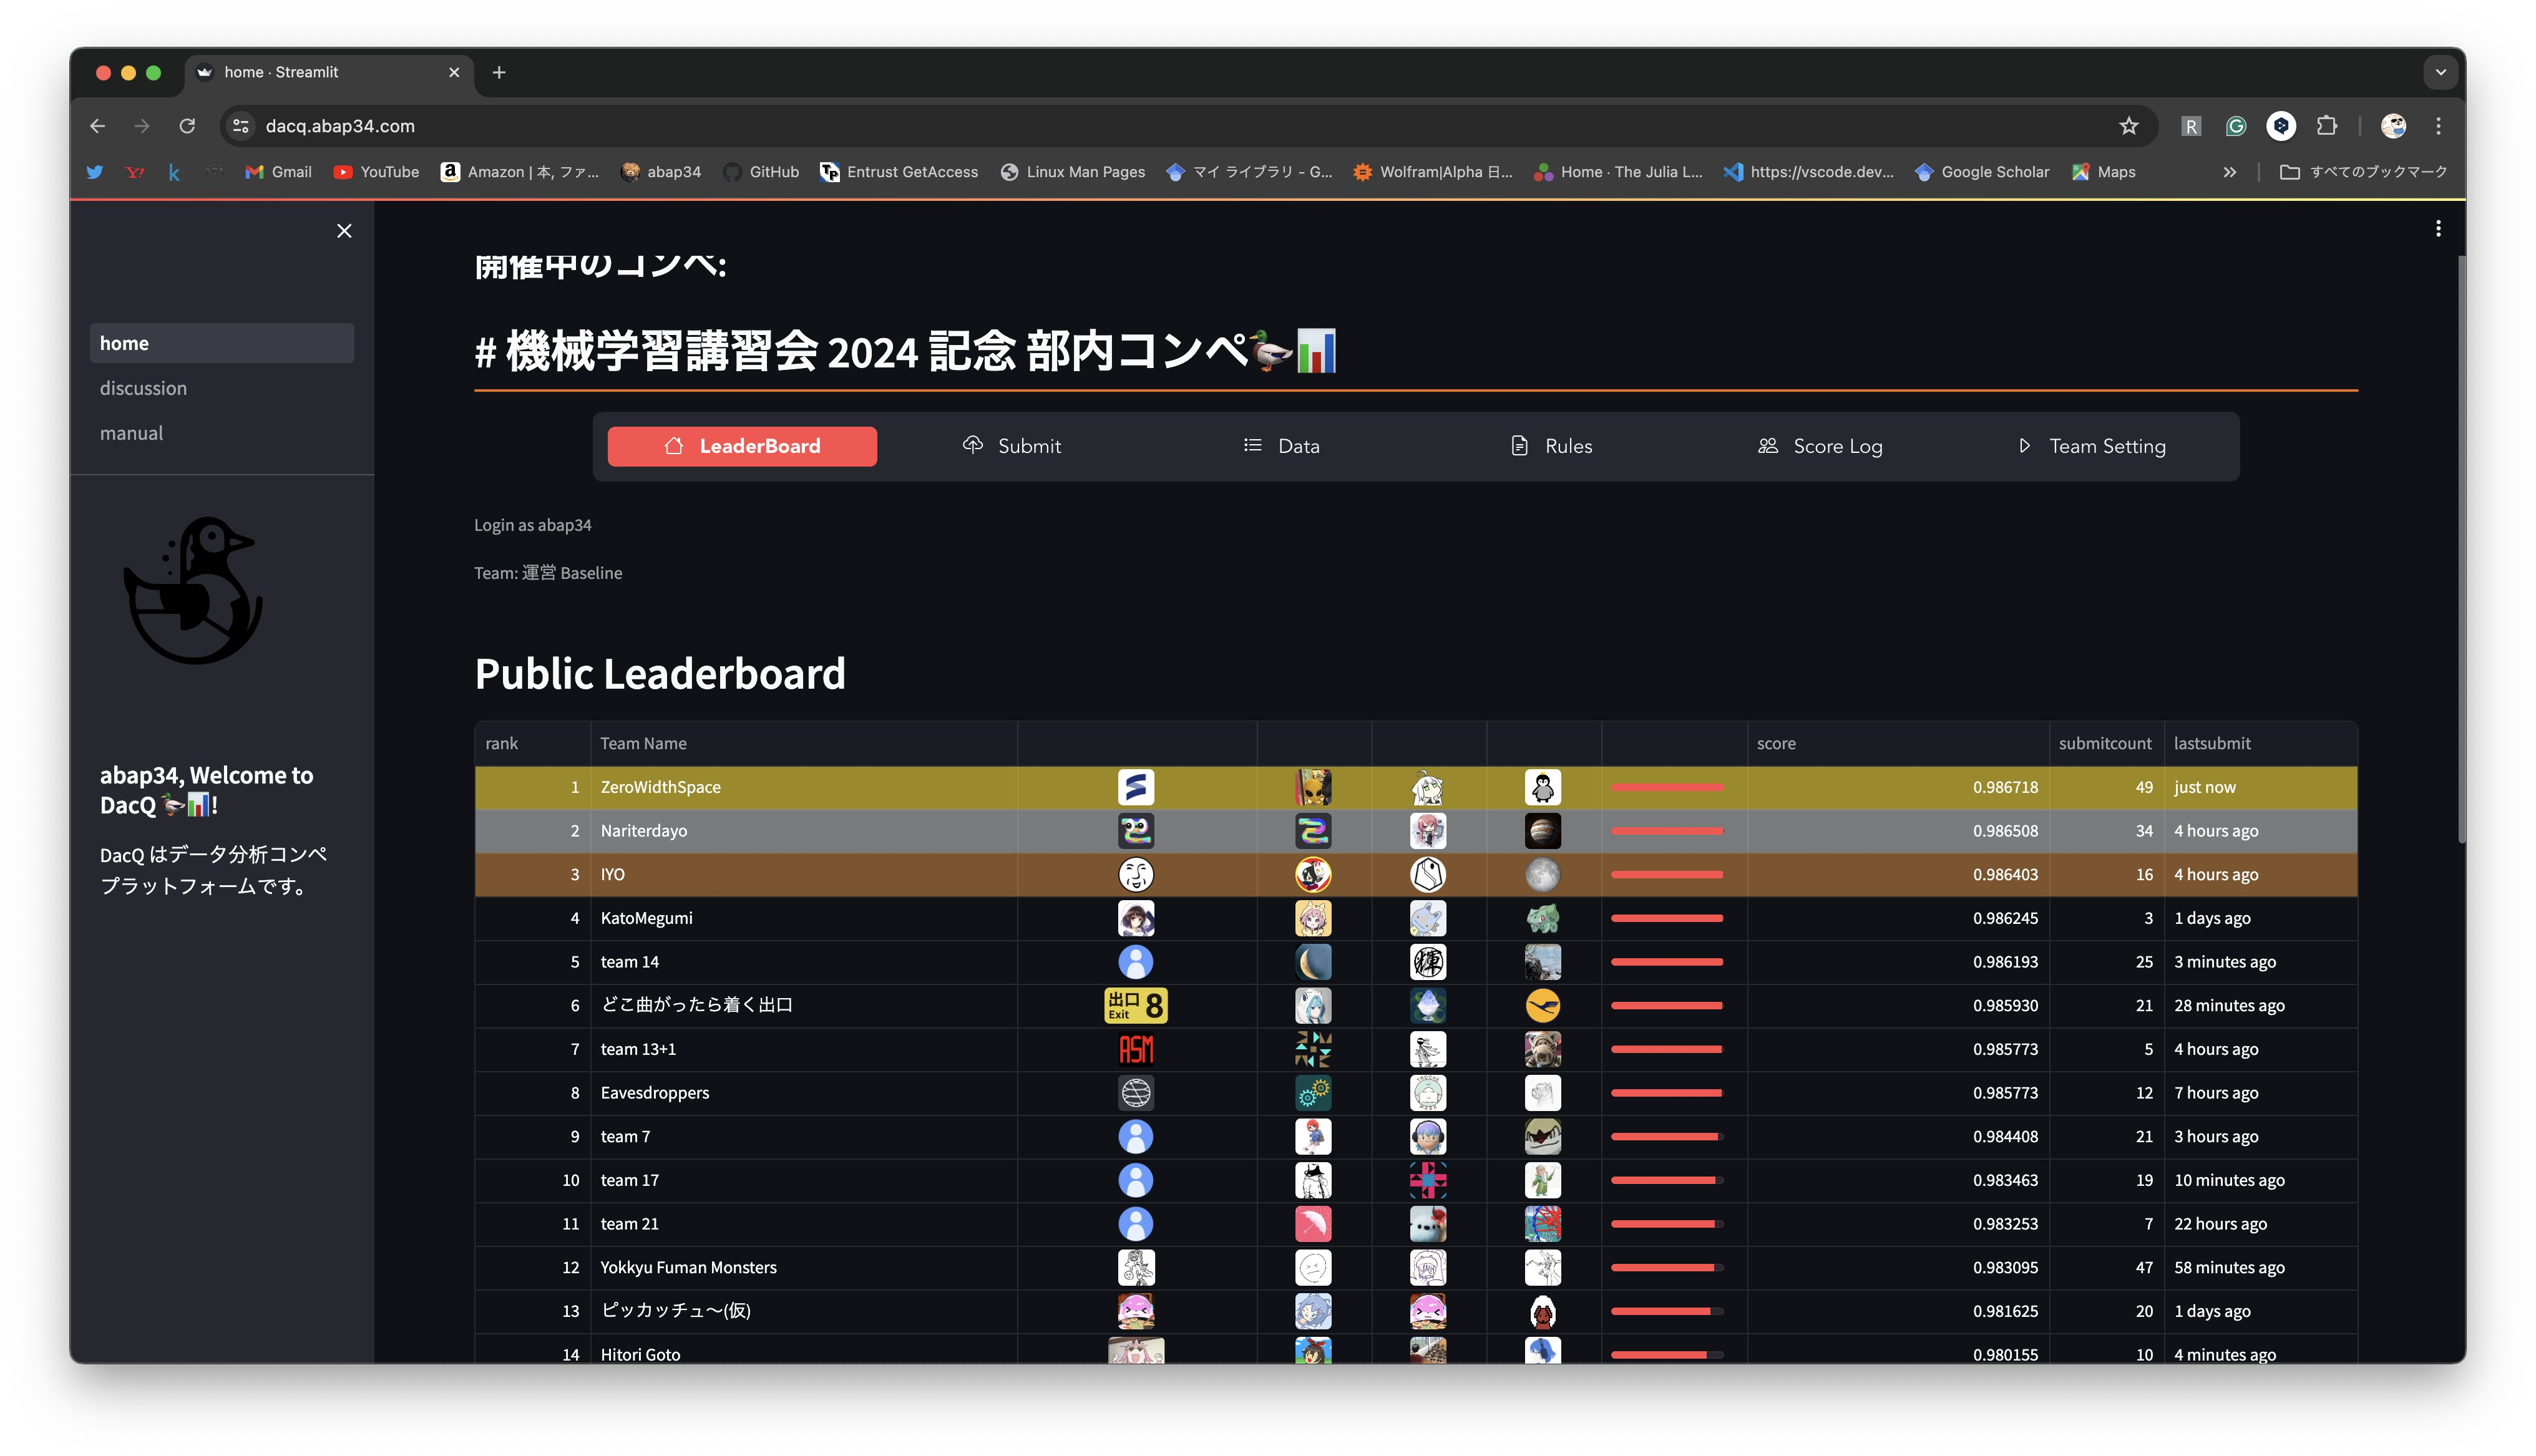 home · Streamlit
dacq.abap34.com
Gmail YouTube Amazon | 本, ファ... abap34 GitHub Entrust GetAccess Linux Man Pages マイ ライブラリ - G... Wolfram|Alpha 日... Home · The Julia L... https://vscode.dev... Google Scholar Maps » すべてのブックマーク
home
discussion
manual
abap34, Welcome to
DacQ🦆📊!
DacQ はデータ分析コンペ
プラットフォームです。
開催中のコンペ:
# 機械学習講習会 2024 記念 部内コンペ🦆📊
LeaderBoard Submit Data Rules Score Log Team Setting
Login as abap34
Team: 運営 Baseline
Public Leaderboard
rank Team Name score submitcount lastsubmit
1 ZeroWidthSpace 0.986718 49 just now
2 Nariterdayo 0.986508 34 4 hours ago
3 IYO 0.986403 16 4 hours ago
4 KatoMegumi 0.986245 3 1 days ago
5 team 14 0.986193 25 3 minutes ago
6 どこ曲がったら着く出口 出口 8 Exit 0.985930 21 28 minutes ago
7 team 13+1 ASM 0.985773 5 4 hours ago
8 Eavesdroppers 0.985773 12 7 hours ago
9 team 7 0.984408 21 3 hours ago
10 team 17 0.983463 19 10 minutes ago
11 team 21 0.983253 7 22 hours ago
12 Yokkyu Fuman Monsters 0.983095 47 58 minutes ago
13 ピッカッチュ〜(仮) 0.981625 20 1 days ago
14 Hitori Goto 0.980155 10 4 minutes ago